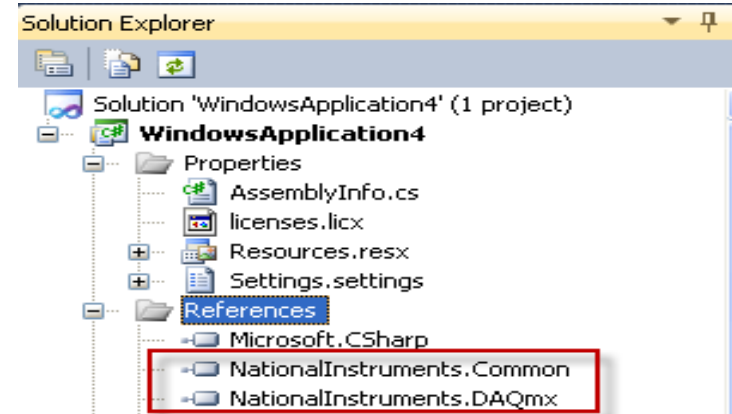 Solution Explorer
Solution 'WindowsApplication4' (1 project)
WindowsApplication4
Properties
AssemblyInfo.cs
licenses.licx
Resources.resx
Settings.settings
References
Microsoft.CSharp
NationalInstruments.Common
NationalInstruments.DAQmx